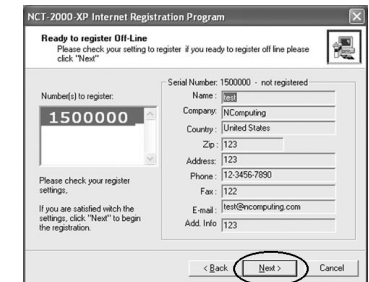 NCT-2000-XP Internet Registration Program
Ready to register Off-Line
Please check your setting to register if you ready to register off line please
click "Next"
Number(s) to register:
1500000
Please check your register
settings,
If you are satisfied witch the
settings, click "Next" to begin
the registration.
Serial Number: 1500000 - not registered
Name : test
Company: NComputing
Country : United States
Zip : 123
Address: 123
Phone : 12-3456-7890
Fax : 122
E-mail : test@ncomputing.com
Add. Info 123
< Back
Next >
Cancel